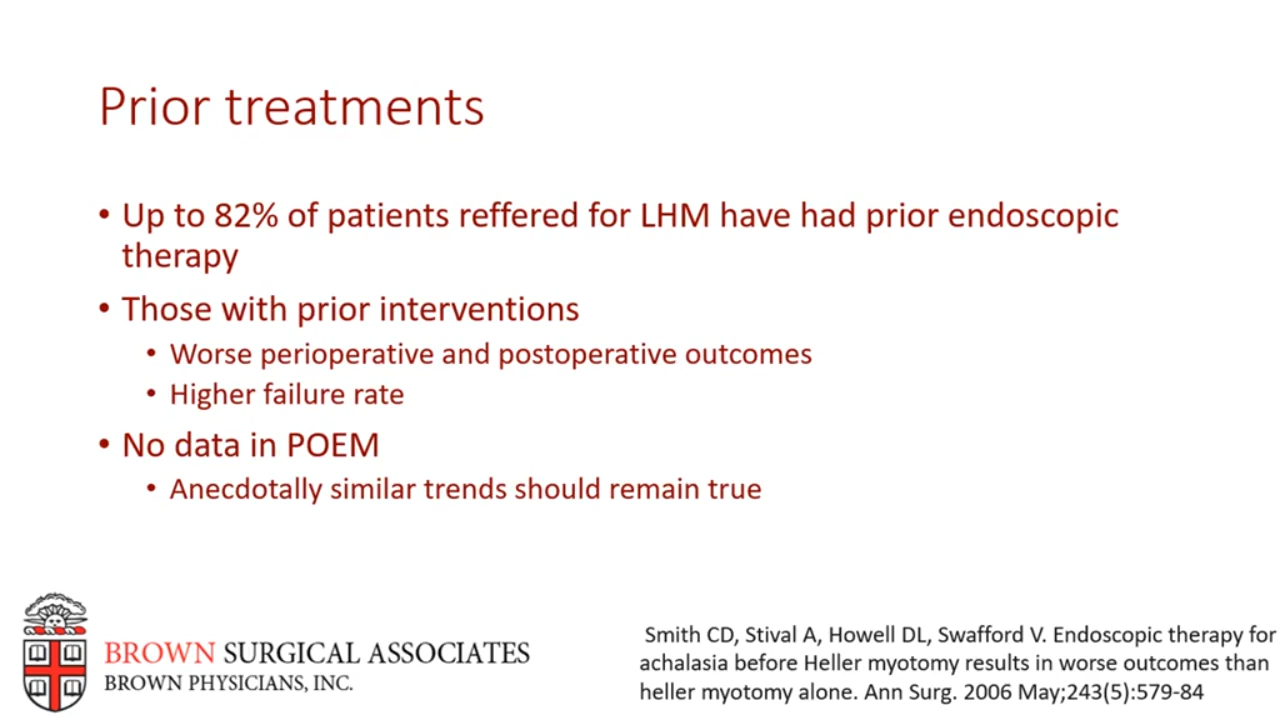 Prior treatments
• Up to 82% of patients reffered for LHM have had prior endoscopic
therapy
• Those with prior interventions
• Worse perioperative and postoperative outcomes
• Higher failure rate
• No data in POEM
• Anecdotally similar trends should remain true
BROWN SURGICAL ASSOCIATES
BROWN PHYSICIANS, INC.
Smith CD, Stival A, Howell DL, Swafford V. Endoscopic therapy for
achalasia before Heller myotomy results in worse outcomes than
heller myotomy alone. Ann Surg. 2006 May;243(5):579-84